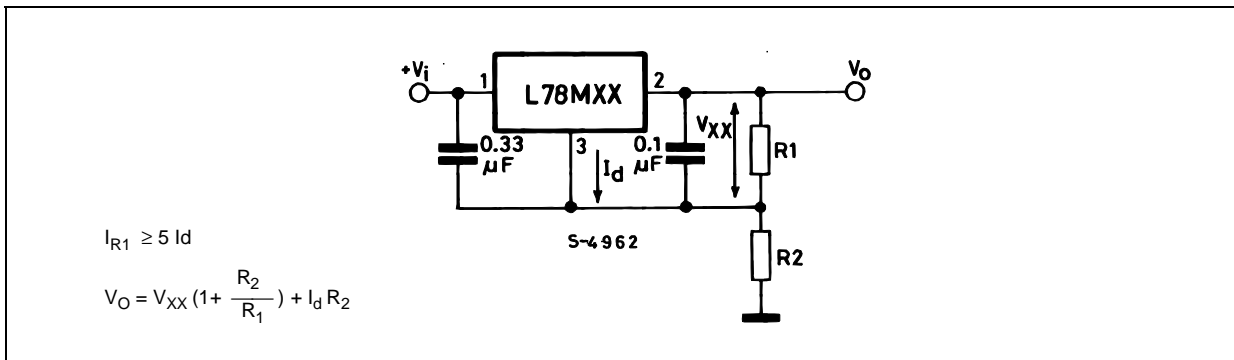 +Vi
1
L78MXX
2
Vo
0.33
µF
3
Id
0.1
µF
VXX
R1
S-4962
R2
IR1 ≥ 5 Id
VO = VXX (1+ R2/R1) + Id R2